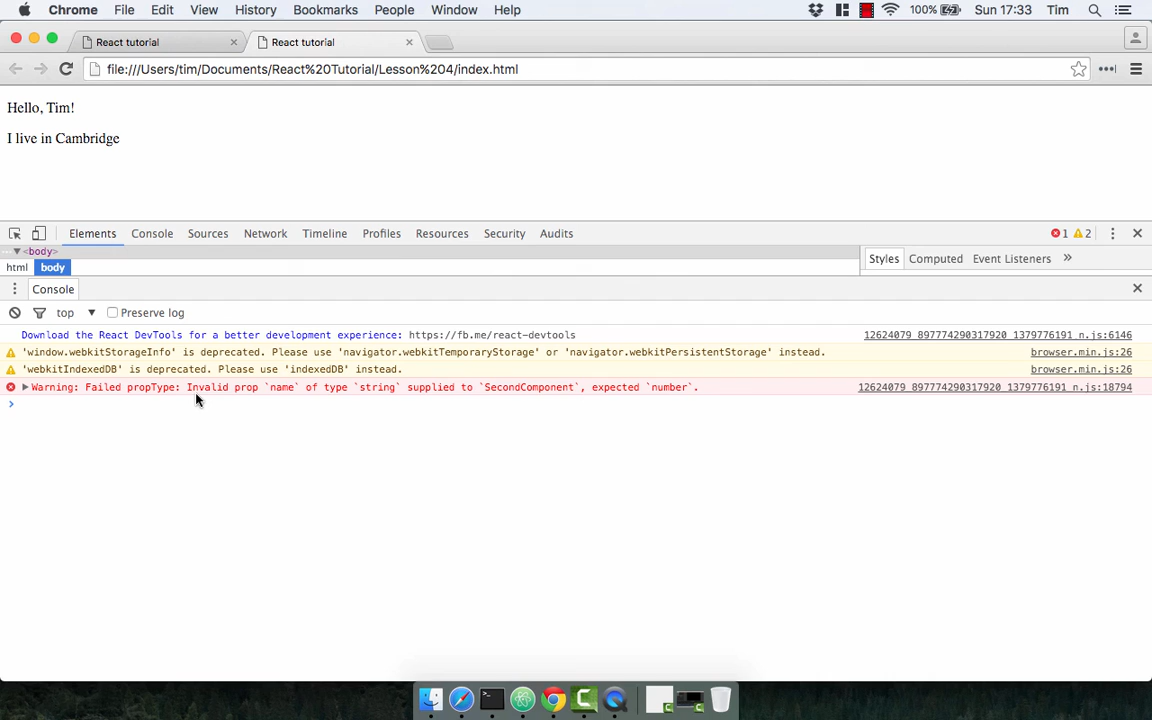 Chrome File Edit View History Bookmarks People Window Help 100% Sun 17:33 Tim
React tutorial React tutorial
file:///Users/tim/Documents/React%20Tutorial/Lesson%204/index.html
Hello, Tim!
I live in Cambridge
Elements Console Sources Network Timeline Profiles Resources Security Audits 1 2
<body>
html body
Styles Computed Event Listeners »
Console
top Preserve log
Download the React DevTools for a better development experience: https://fb.me/react-devtools 12624079_897774290317920_1379776191_n.js:6146
'window.webkitStorageInfo' is deprecated. Please use 'navigator.webkitTemporaryStorage' or 'navigator.webkitPersistentStorage' instead. browser.min.js:26
'webkitIndexedDB' is deprecated. Please use 'indexedDB' instead. browser.min.js:26
Warning: Failed propType: Invalid prop `name` of type `string` supplied to `SecondComponent`, expected `number`. 12624079_897774290317920_1379776191_n.js:18794